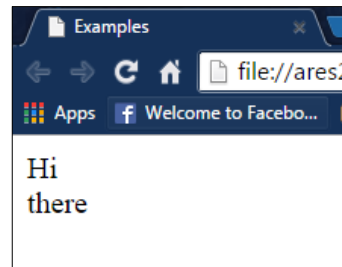 Examples
file://ares2
Apps Welcome to Facebo...
Hi
there